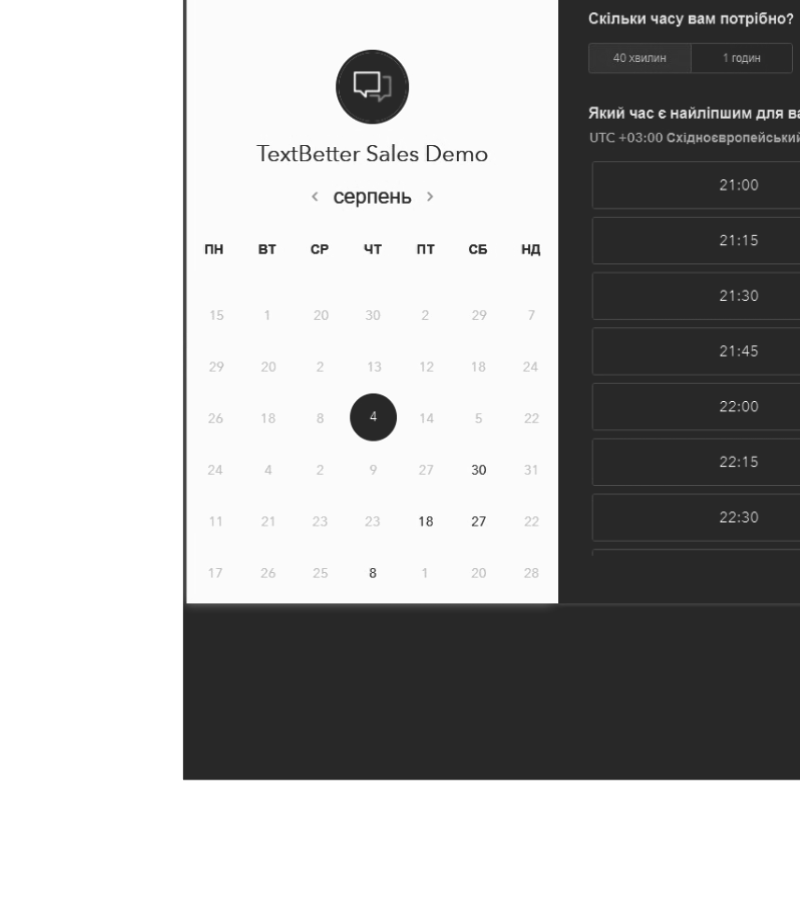 TextBetter Sales Demo
серпень
ПН ВТ СР ЧТ ПТ СБ НД
15 1 20 30 2 29 7
29 20 2 13 12 18 24
26 18 8 4 14 5 22
24 4 2 9 27 30 31
11 21 23 23 18 27 22
17 26 25 8 1 20 28
Скільки часу вам потрібно?
40 хвилин 1 годин
Який час є найліпшим для ва
UTC +03:00 Східноєвропейський
21:00
21:15
21:30
21:45
22:00
22:15
22:30